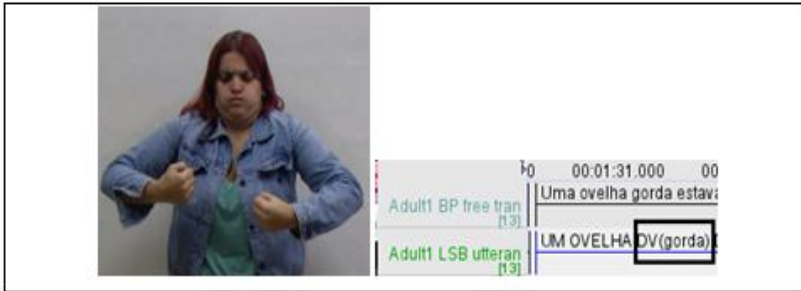 00:01:31.000 00
Adult1 BP free tran Uma ovelha gorda estava
[13]
Adult1 LSB utteran UM OVELHA DV(gorda)
[13]